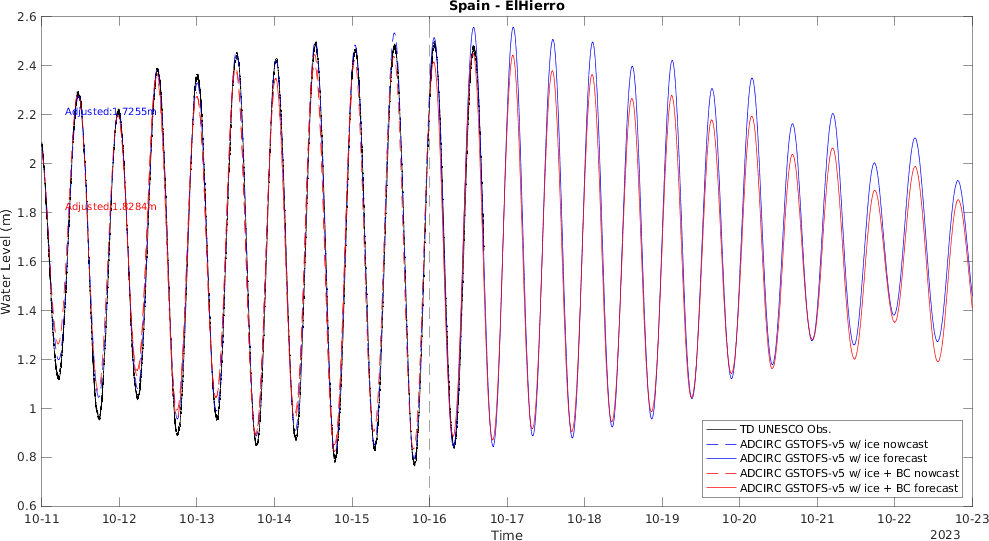 Spain - ElHierro
2.6
2.4
2.2
2
1.8
1.6
1.4
1.2
1
0.8
0.6
Water Level (m)
Adjusted:1.7255m
Adjusted:1.8284m
TD UNESCO Obs.
ADCIRC GSTOFS-v5 w/ ice nowcast
ADCIRC GSTOFS-v5 w/ ice forecast
ADCIRC GSTOFS-v5 w/ ice + BC nowcast
ADCIRC GSTOFS-v5 w/ ice + BC forecast
10-11 10-12 10-13 10-14 10-15 10-16 10-17 10-18 10-19 10-20 10-21 10-22 10-23
Time
2023